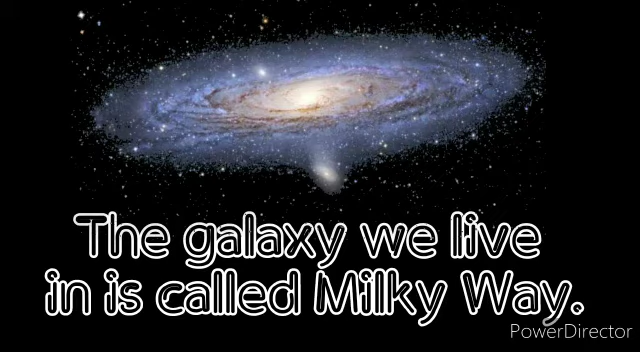 The galaxy we live
in is called Milky Way.
PowerDirector